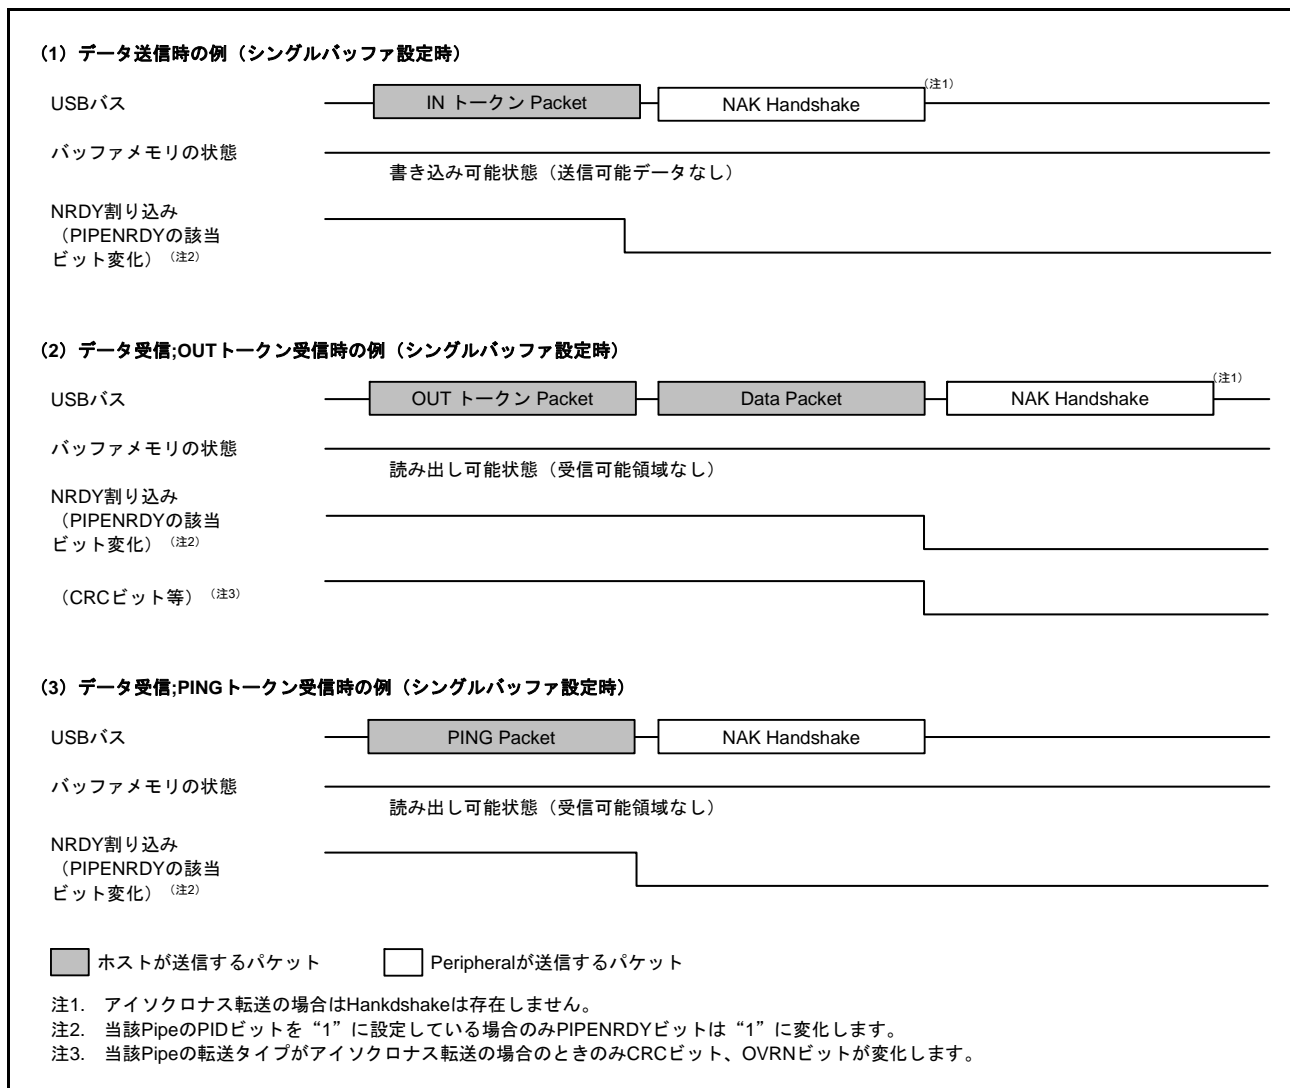 （1）データ送信時の例（シングルバッファ設定時）
USBバス
IN トークン Packet
NAK Handshake
（注1）
バッファメモリの状態
書き込み可能状態（送信可能データなし）
NRDY割り込み
（PIPENRDYの該当
ビット変化）（注2）
（2）データ受信;OUTトークン受信時の例（シングルバッファ設定時）
USBバス
OUT トークン Packet
Data Packet
NAK Handshake
（注1）
バッファメモリの状態
読み出し可能状態（受信可能領域なし）
NRDY割り込み
（PIPENRDYの該当
ビット変化）（注2）
（CRCビット等）（注3）
（3）データ受信;PINGトークン受信時の例（シングルバッファ設定時）
USBバス
PING Packet
NAK Handshake
バッファメモリの状態
読み出し可能状態（受信可能領域なし）
NRDY割り込み
（PIPENRDYの該当
ビット変化）（注2）
ホストが送信するパケット
Peripheralが送信するパケット
注1. アイソクロナス転送の場合はHankdshakeは存在しません。
注2. 当該PipeのPIDビットを“1”に設定している場合のみPIPENRDYビットは“1”に変化します。
注3. 当該Pipeの転送タイプがアイソクロナス転送の場合のときのみCRCビット、OVRNビットが変化します。